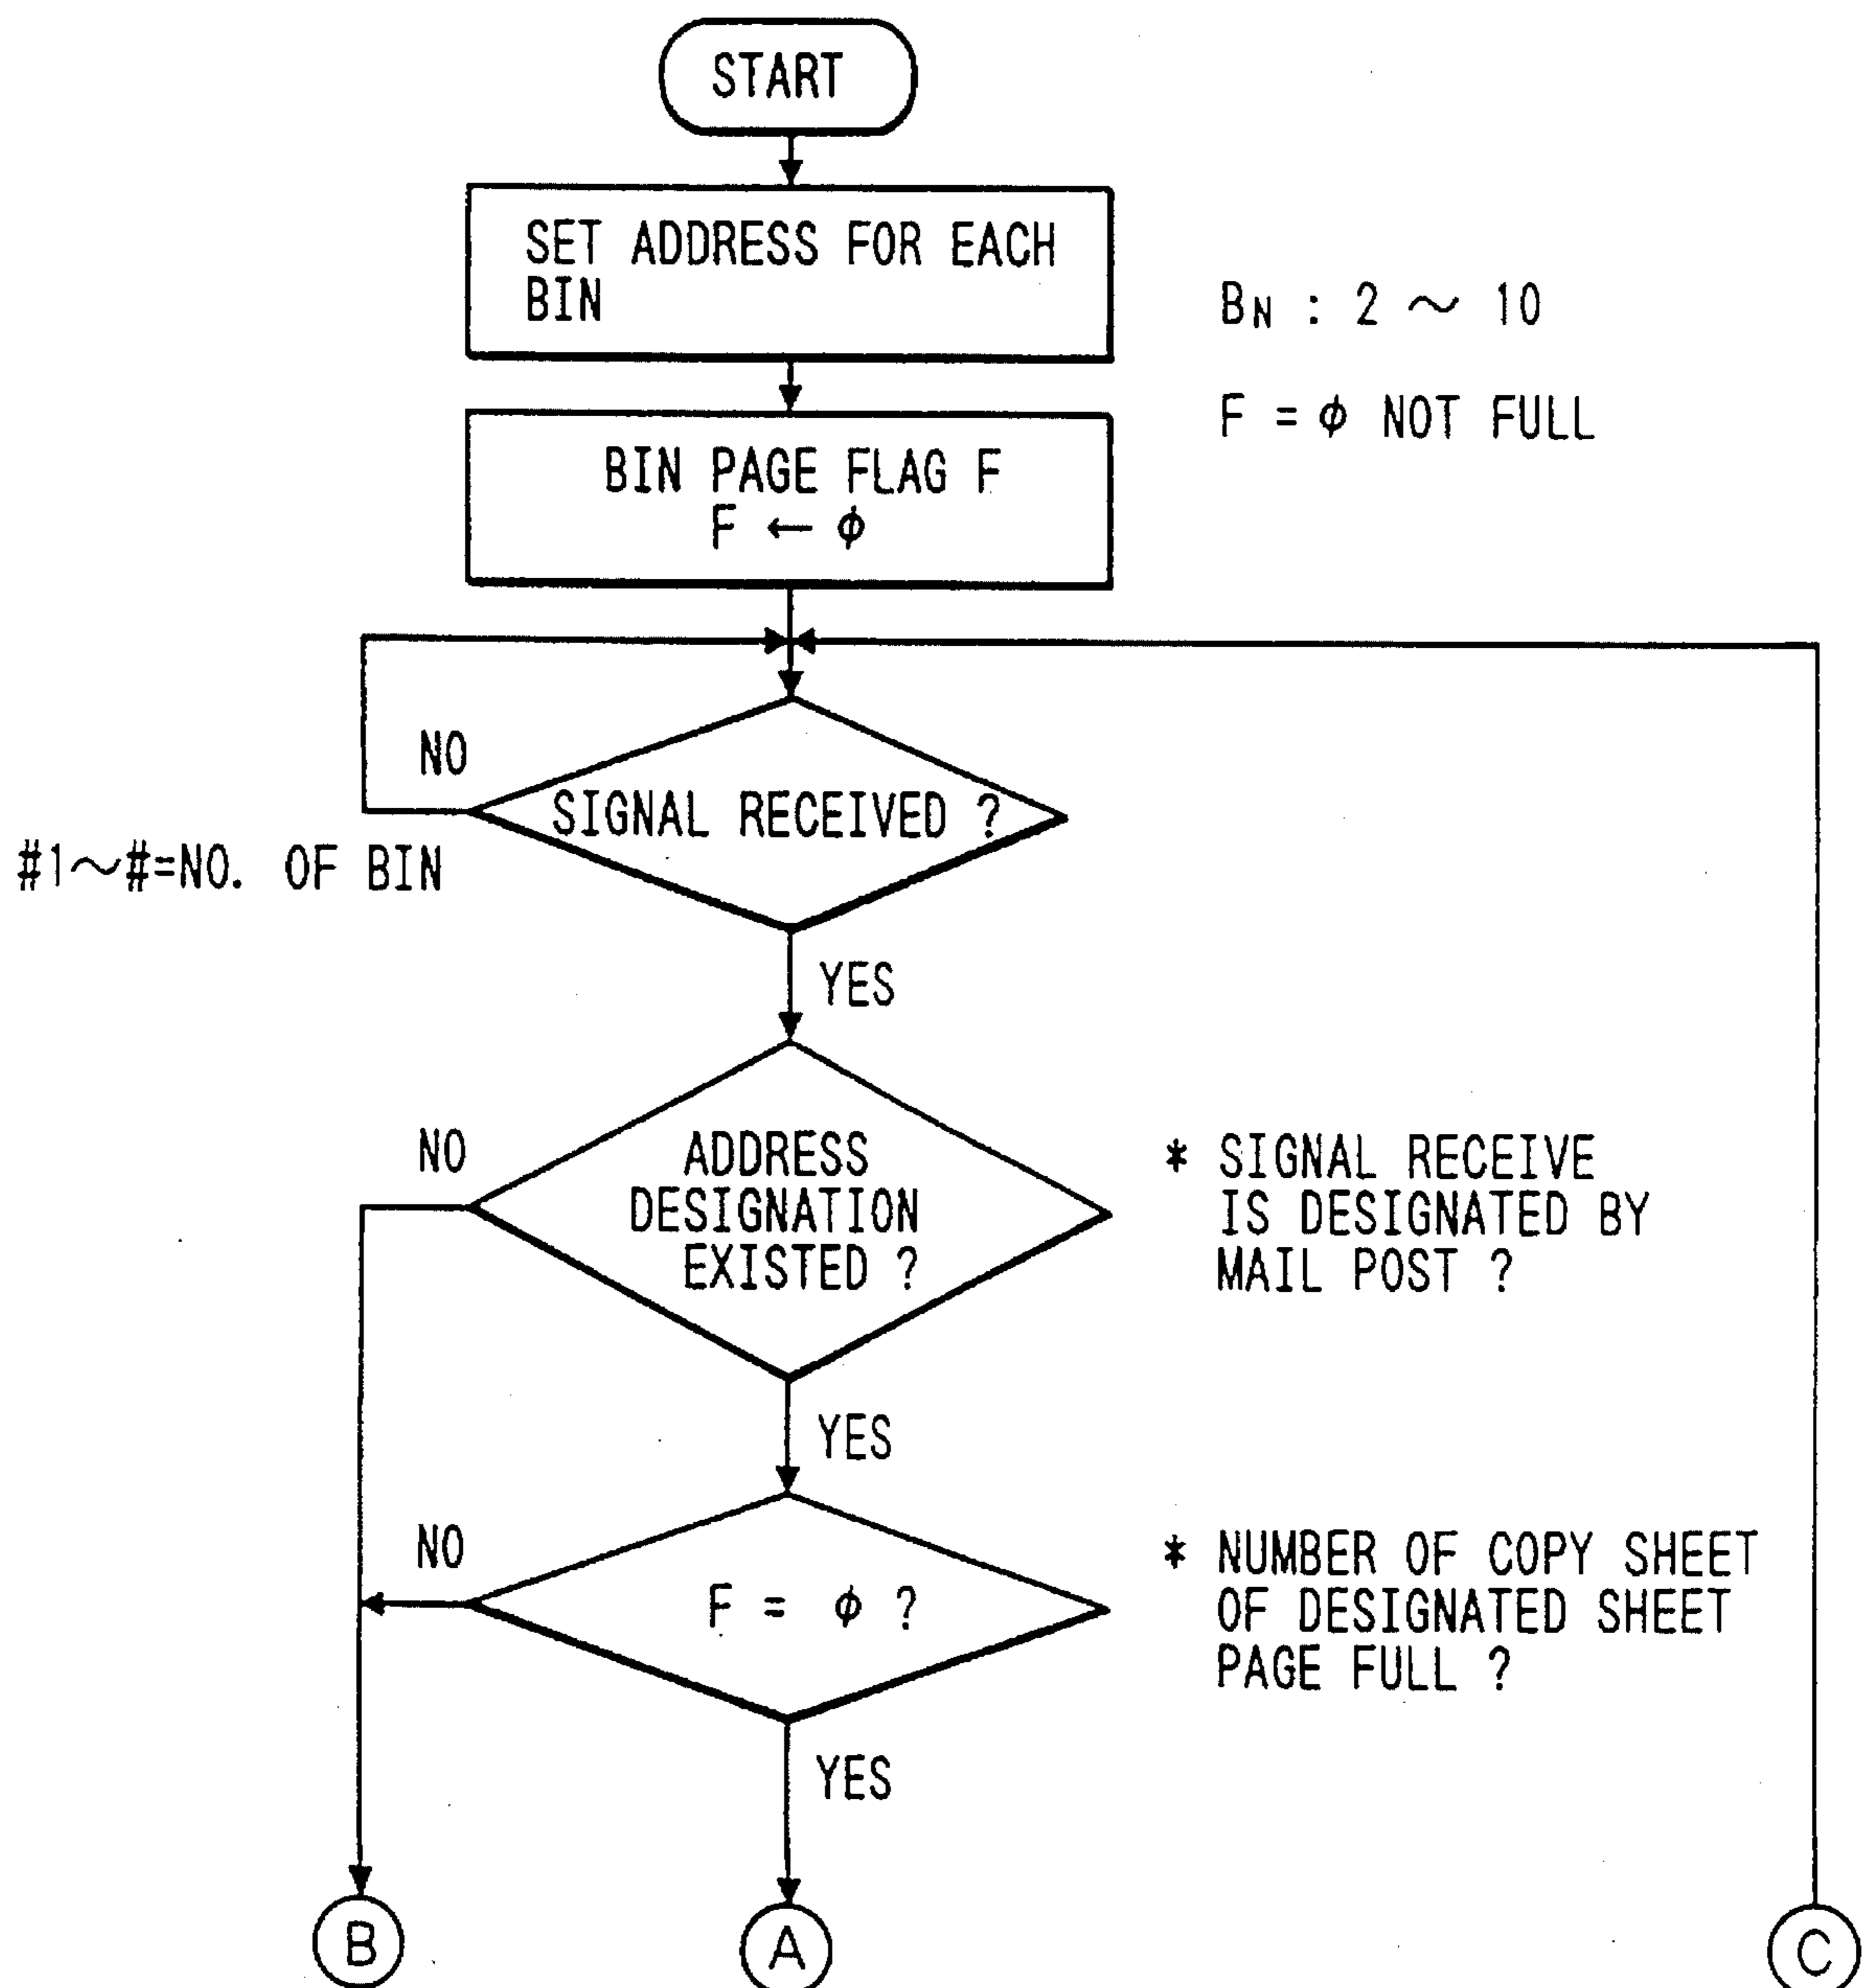 START
SET ADDRESS FOR EACH
BIN
BN : 2 ~ 10
F = φ NOT FULL
BIN PAGE FLAG F
F ← φ
NO
SIGNAL RECEIVED ?
#1~#=NO. OF BIN
YES
NO
ADDRESS
DESIGNATION
EXISTED ?
* SIGNAL RECEIVE
IS DESIGNATED BY
MAIL POST ?
YES
NO
F = φ ?
* NUMBER OF COPY SHEET
OF DESIGNATED SHEET
PAGE FULL ?
YES
B
A
C